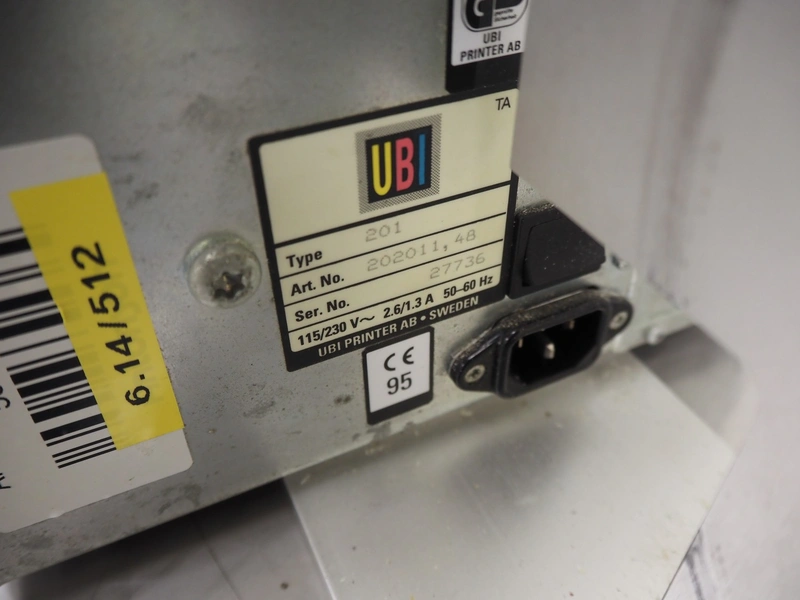 UBI
PRINTER AB
TA
UBI
Type 201
Art. No. 202011,48
Ser. No. 27736
115/230 V~ 2.6/1.3 A 50–60 Hz
UBI PRINTER AB • SWEDEN
CE
95
6.14/512